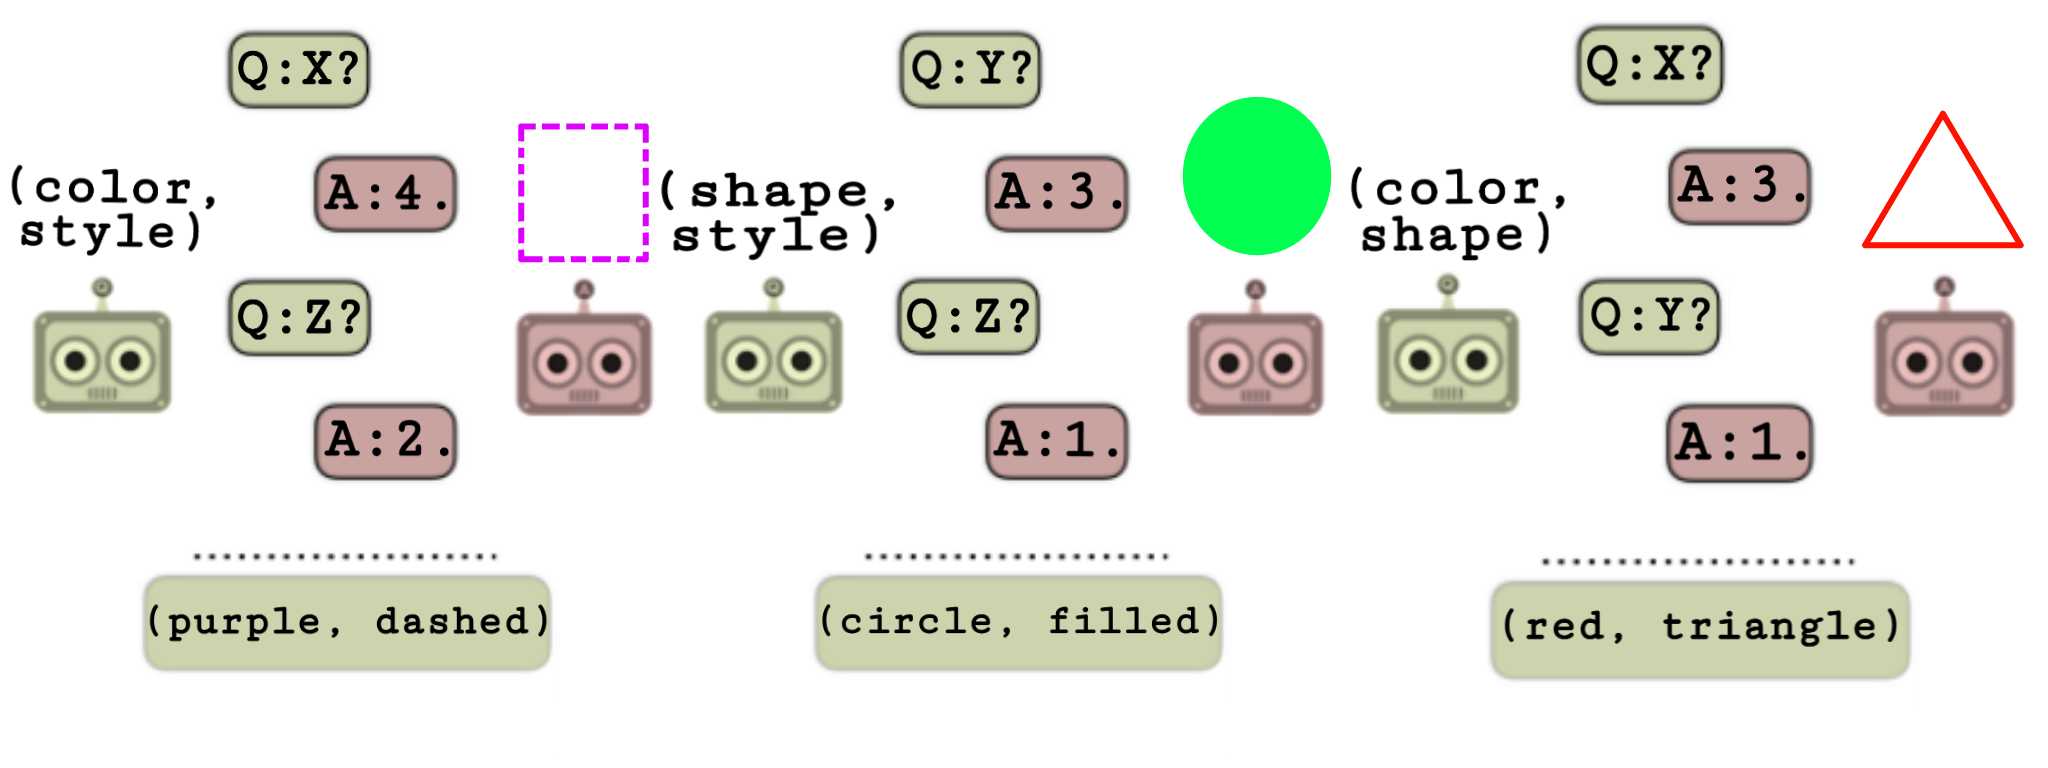 Q:X?
(color,
style)
A:4.
Q:Z?
A:2.
(purple, dashed)
Q:Y?
(shape,
style)
A:3.
Q:Z?
A:1.
(circle, filled)
Q:X?
(color,
shape)
A:3.
Q:Y?
A:1.
(red, triangle)